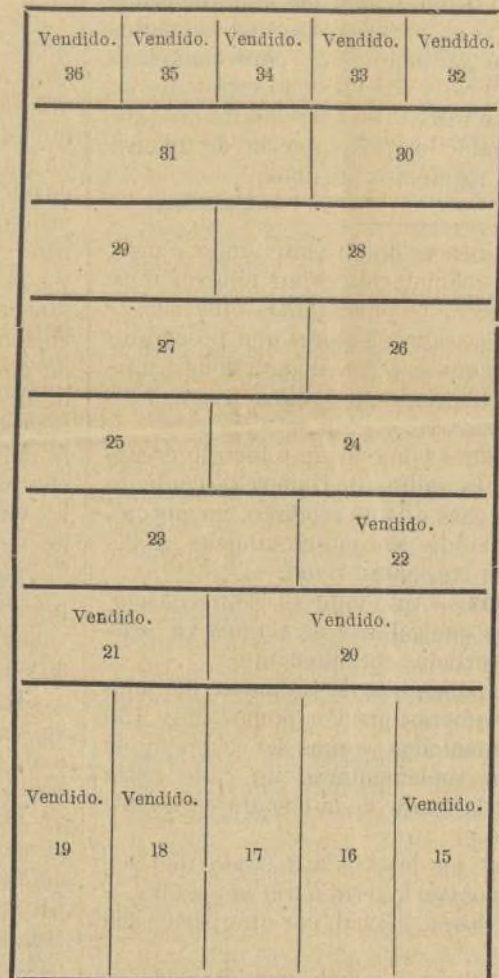 Vendido. Vendido. Vendido. Vendido. Vendido.
36 35 34 33 32
31 30
29 28
27 26
25 24
Vendido.
23
22
Vendido. Vendido.
21 20
Vendido. Vendido. Vendido.
19 18 17 16 15